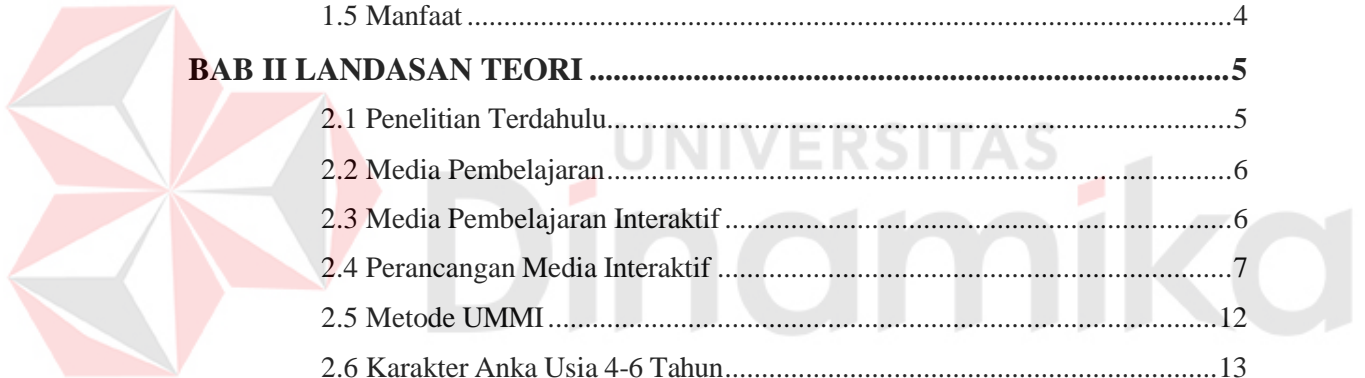 1.5 Manfaat ........................................................................................................ 4
BAB II LANDASAN TEORI ............................................................................ 5
2.1 Penelitian Terdahulu.................................................................................. 5
UNIVERSITAS
2.2 Media Pembelajaran................................................................................... 6
Dinamika
2.3 Media Pembelajaran Interaktif ................................................................... 6
2.4 Perancangan Media Interaktif .................................................................... 7
2.5 Metode UMMI ........................................................................................... 12
2.6 Karakter Anka Usia 4-6 Tahun................................................................... 13